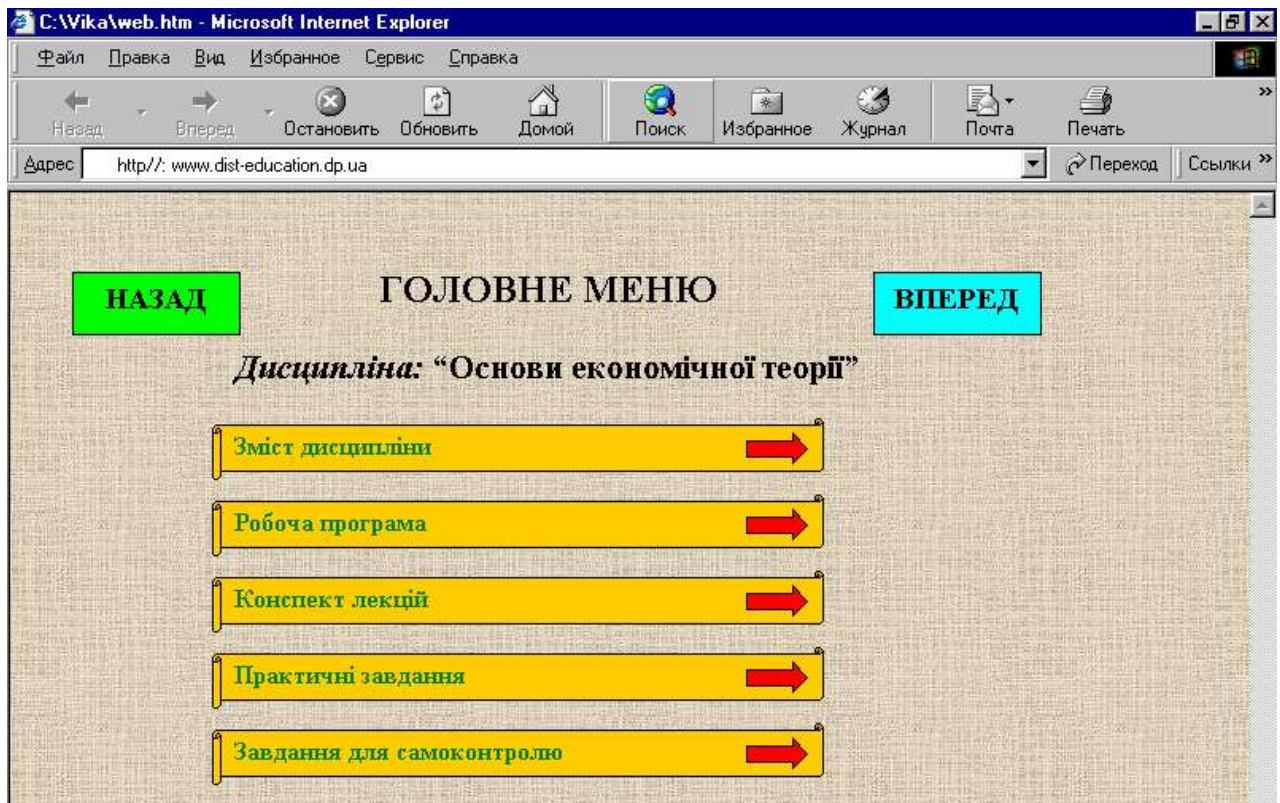 C:\Vika\web.htm - Microsoft Internet Explorer
Файл Правка Вид Избранное Сервис Справка
Назад Вперед Остановить Обновить Домой Поиск Избранное Журнал Почта Печать
Адрес http//: www.dist-education.dp.ua Переход Ссылки
НАЗАД ГОЛОВНЕ МЕНЮ ВПЕРЕД
Дисципліна: “Основи економічної теорії”
Зміст дисципліни
Робоча програма
Конспект лекцій
Практичні завдання
Завдання для самоконтролю